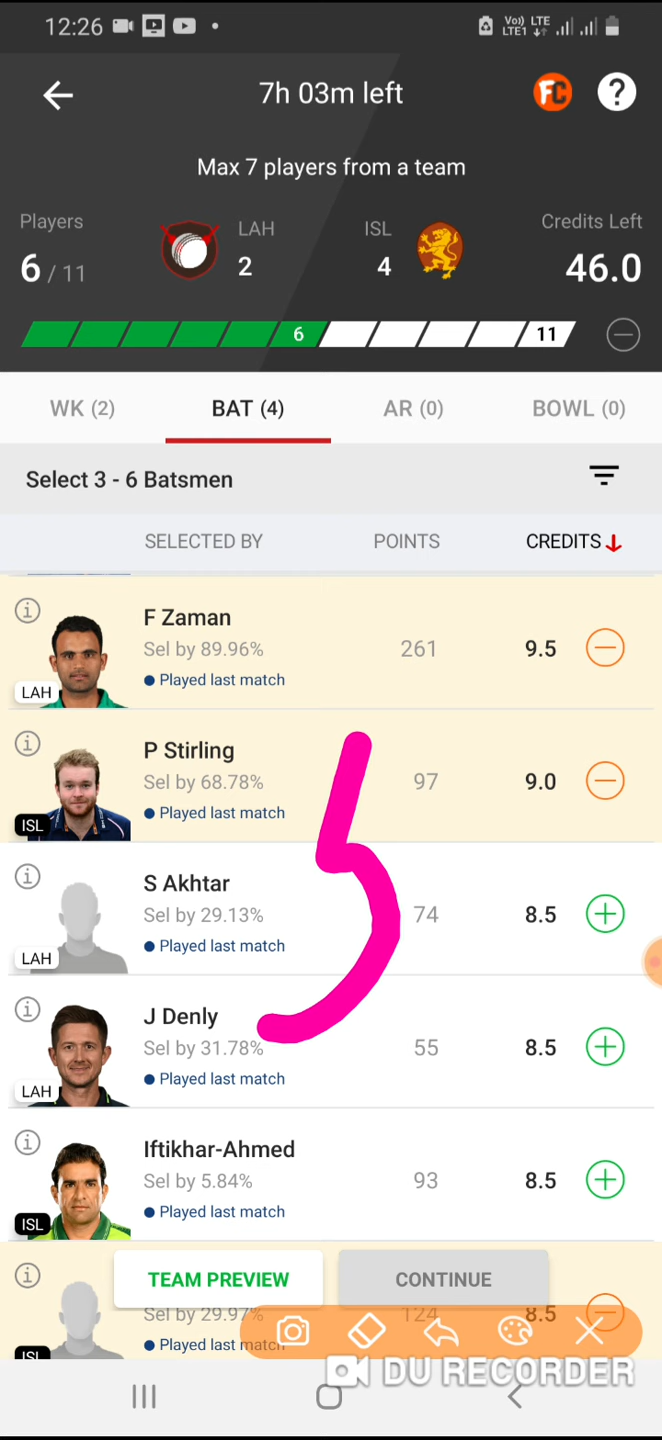 12:26 Vo)) LTE LTE1
7h 03m left FC ?
Max 7 players from a team
Players LAH ISL Credits Left
6 / 11 2 4 46.0
6 11
WK (2) BAT (4) AR (0) BOWL (0)
Select 3 - 6 Batsmen
SELECTED BY POINTS CREDITS
F Zaman
Sel by 89.96% 261 9.5
LAH Played last match
P Stirling
Sel by 68.78% 97 9.0
ISL Played last match
5
S Akhtar
Sel by 29.13% 74 8.5
LAH Played last match
J Denly
Sel by 31.78% 55 8.5
LAH Played last match
Iftikhar-Ahmed
Sel by 5.84% 93 8.5
ISL Played last match
TEAM PREVIEW CONTINUE
Sel by 29.97% 124 8.5
ISL Played last match
DU RECORDER